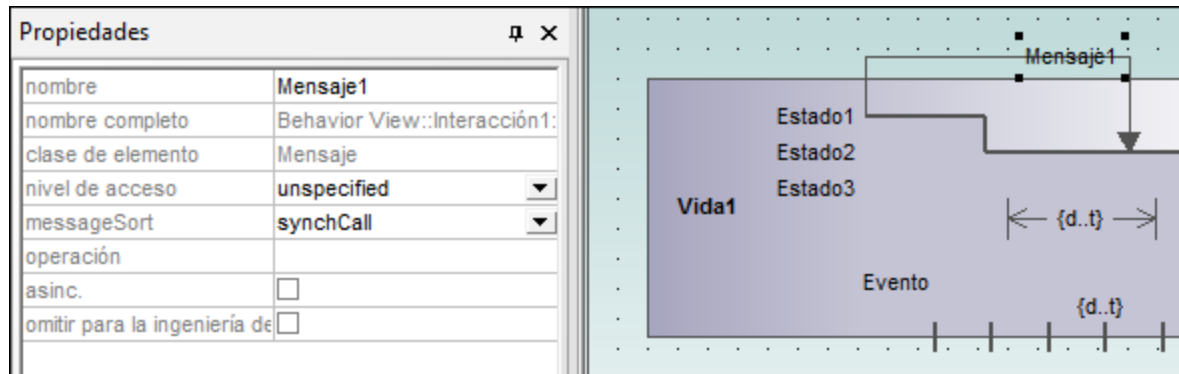 Propiedades
nombre Mensaje1
nombre completo Behavior View::Interacción1:
clase de elemento Mensaje
nivel de acceso unspecified
messageSort synchCall
operación
asinc.
omitir para la ingeniería de
Mensaje1
Estado1
Estado2
Estado3
Vida1
{d..t}
Evento
{d..t}